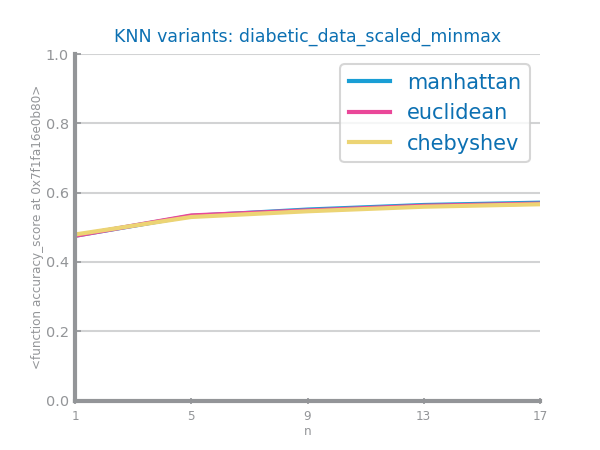 KNN variants: diabetic_data_scaled_minmax
<function accuracy_score at 0x7f1fa16e0b80>
1.0
0.8
0.6
0.4
0.2
0.0
manhattan
euclidean
chebyshev
1 5 9 13 17
n